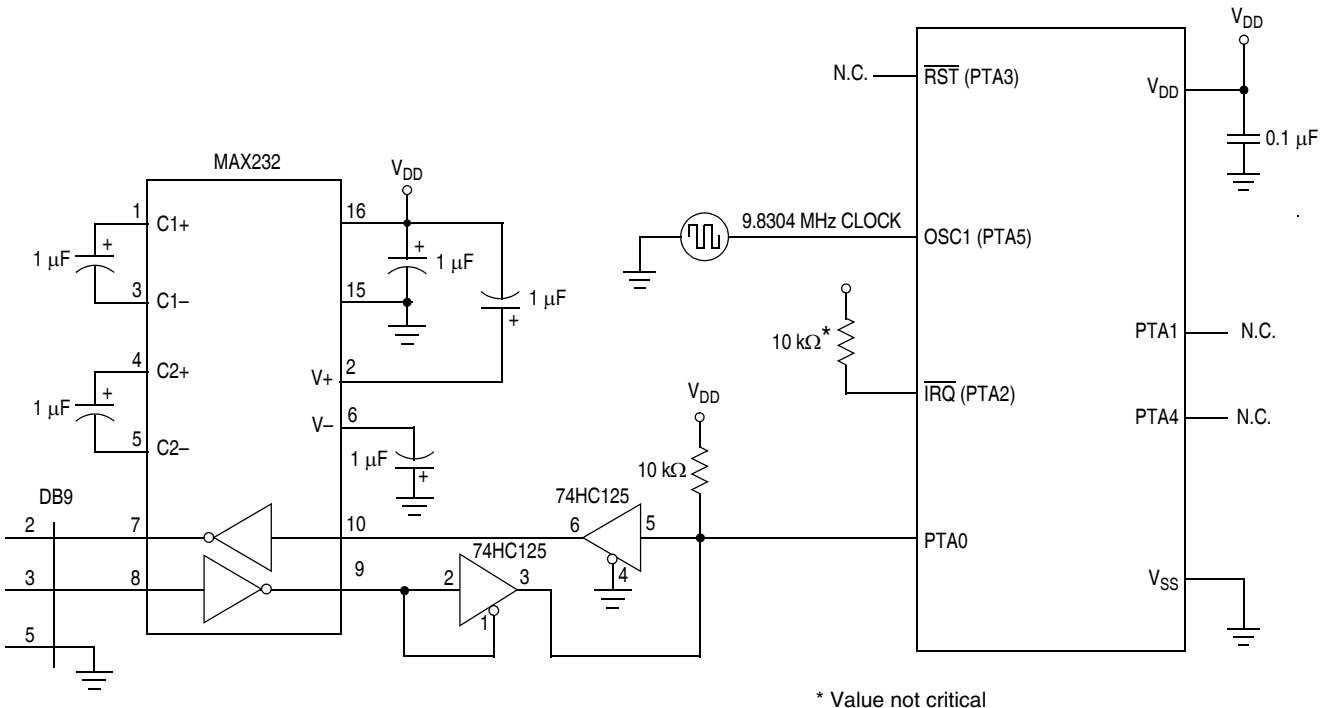 V_DD
N.C.
RST (PTA3)
V_DD
0.1 µF
MAX232
V_DD
1
C1+
16
1 µF
+
+
1 µF
9.8304 MHz CLOCK
OSC1 (PTA5)
3
C1–
15
1 µF
+
10 kΩ*
PTA1
N.C.
4
C2+
V+
2
1 µF
+
V_DD
IRQ (PTA2)
PTA4
N.C.
5
C2–
V–
6
1 µF
+
10 kΩ
DB9
74HC125
2
7
10
6
5
PTA0
74HC125
4
3
8
9
2
3
V_SS
1
5
* Value not critical